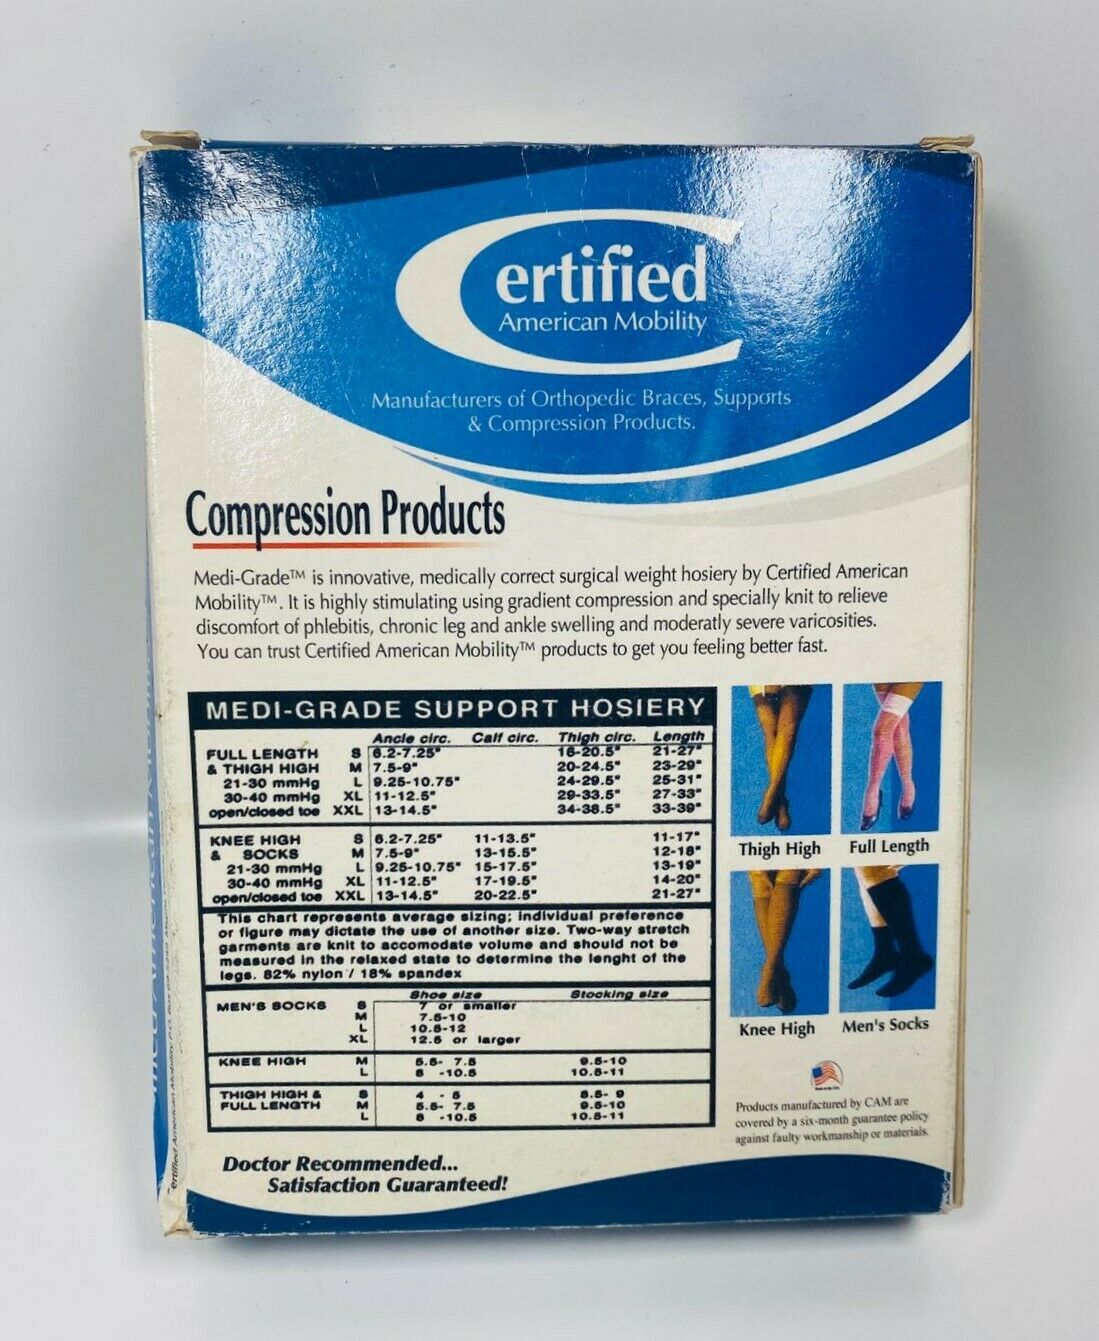 Certified
American Mobility
Manufacturers of Orthopedic Braces, Supports
& Compression Products.
Compression Products
Medi-Grade™ is innovative, medically correct surgical weight hosiery by Certified American
Mobility™. It is highly stimulating using gradient compression and specially knit to relieve
discomfort of phlebitis, chronic leg and ankle swelling and moderatly severe varicosities.
You can trust Certified American Mobility™ products to get you feeling better fast.
MEDI-GRADE SUPPORT HOSIERY
Ancle circ. Calf circ. Thigh circ. Length
FULL LENGTH S 6.2-7.25" 16-20.5" 21-27"
& THIGH HIGH M 7.5-9" 20-24.5" 23-29"
21-30 mmHg L 9.25-10.75" 24-29.5" 25-31"
30-40 mmHg XL 11-12.5" 29-33.5" 27-33"
open/closed toe XXL 13-14.5" 34-38.5" 33-39"
KNEE HIGH S 6.2-7.25" 11-13.5" 11-17"
& SOCKS M 7.5-9" 13-15.5" 12-18"
21-30 mmHg L 9.25-10.75" 15-17.5" 13-19"
30-40 mmHg XL 11-12.5" 17-19.5" 14-20"
open/closed toe XXL 13-14.5" 20-22.5" 21-27"
This chart represents average sizing; individual preference
or figure may dictate the use of another size. Two-way stretch
garments are knit to accomodate volume and should not be
measured in the relaxed state to determine the lenght of the
legs. 82% nylon / 18% spandex
Shoe size Stocking size
MEN'S SOCKS S 7 or smaller
M 7.5-10
L 10.5-12
XL 12.5 or larger
KNEE HIGH M 5.5- 7.5 9.5-10
L 8 -10.5 10.5-11
THIGH HIGH & S 4 - 5 8.5- 9
FULL LENGTH M 5.5- 7.5 9.5-10
L 8 -10.5 10.5-11
Thigh High
Full Length
Knee High
Men's Socks
Products manufactured by CAM are
covered by a six-month guarantee policy
against faulty workmanship or materials.
Doctor Recommended...
Satisfaction Guaranteed!